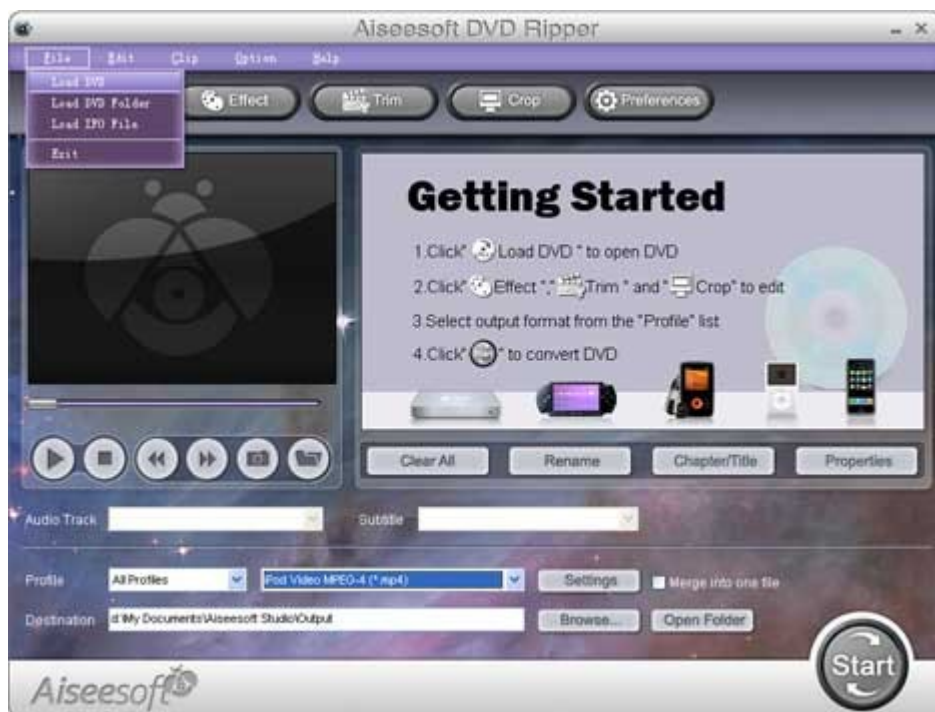 Aiseesoft DVD Ripper
File Edit Clip Option Help
Load DVD
Load DVD Folder
Load IFO File
Exit
Effect Trim Crop Preferences
Getting Started
1.Click" Load DVD " to open DVD
2.Click" Effect "," Trim " and " Crop" to edit
3.Select output format from the "Profile" list
4.Click" " to convert DVD
Clear All Rename Chapter/Title Properties
Audio Track Subtitle
Profile All Profiles iPod Video MPEG-4 (*.mp4) Settings Merge into one file
Destination d:\My Documents\Aiseesoft Studio\Output Browse... Open Folder
Start
Aiseesoft